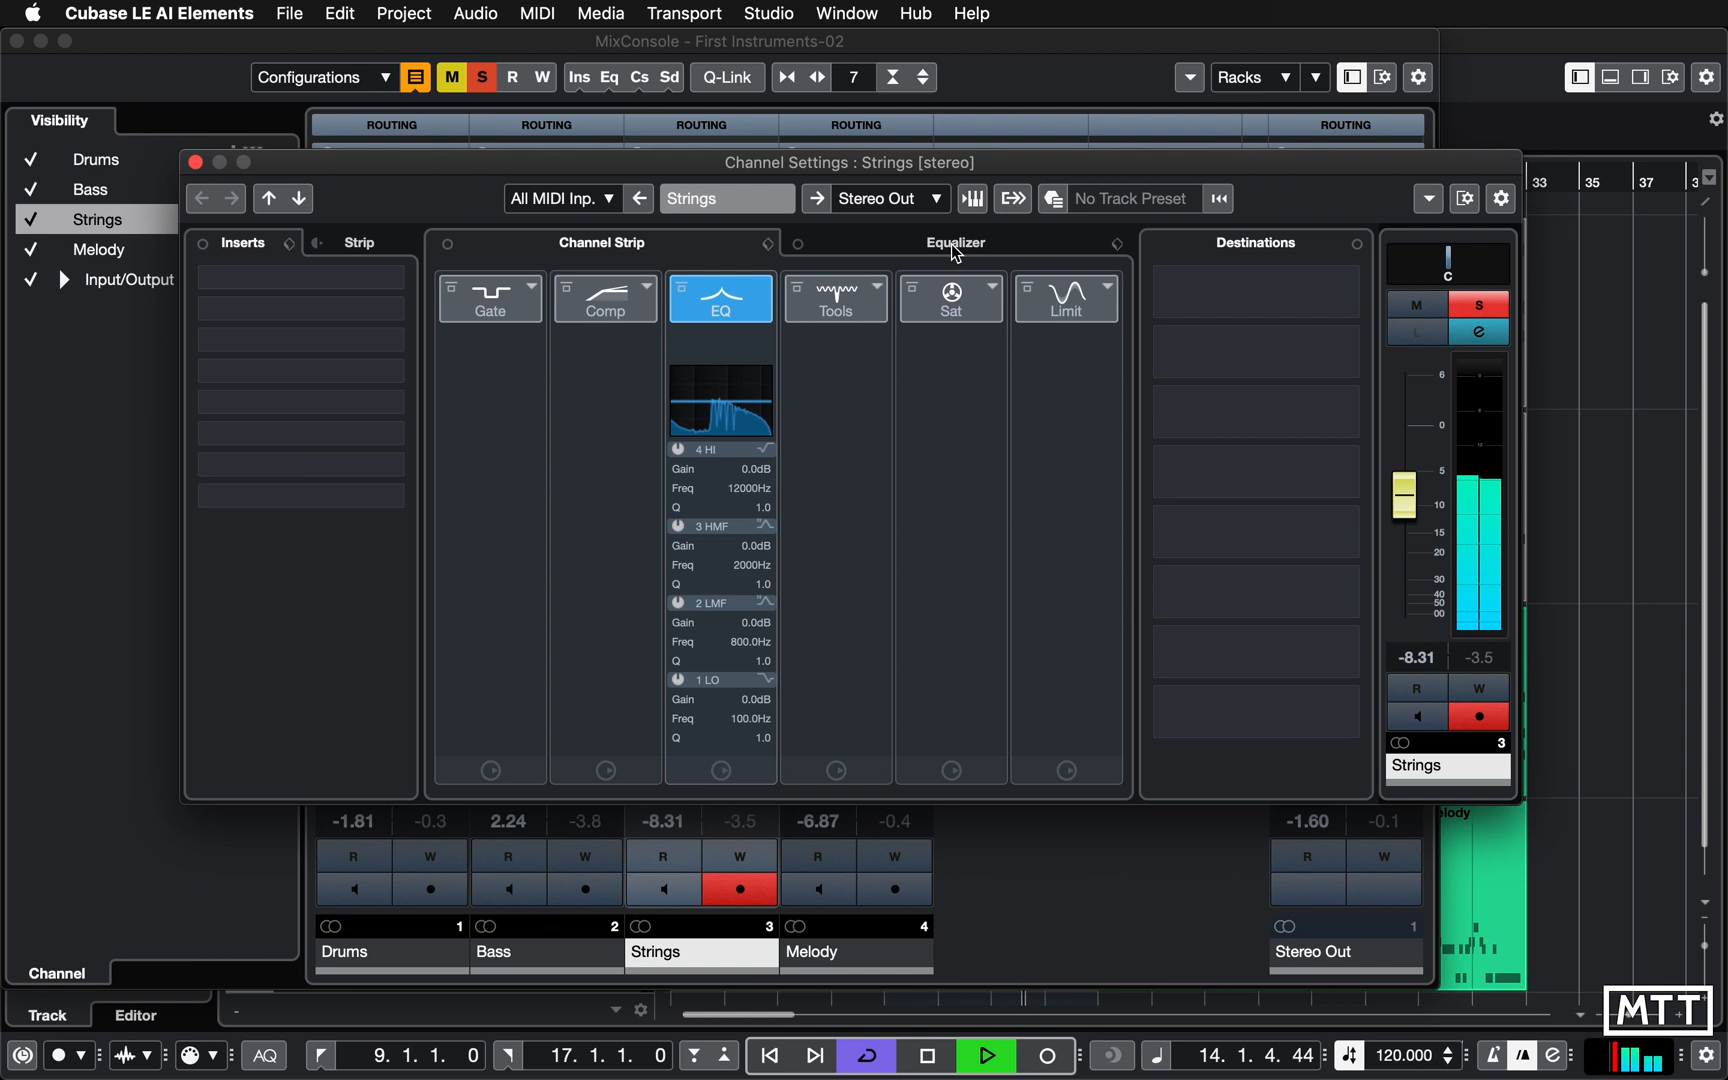 Cubase LE AI Elements File Edit Project Audio MIDI Media Transport Studio Window Hub Help
MixConsole - First Instruments-02
Configurations M S R W Ins Eq Cs Sd Q-Link 7 Racks
Visibility
ROUTING ROUTING ROUTING ROUTING ROUTING
Drums
Bass
Strings
Melody
Input/Output
Channel Settings : Strings [stereo]
All MIDI Inp. Strings Stereo Out No Track Preset
33 35 37 3
Inserts Strip Channel Strip Equalizer Destinations
C
Gate Comp EQ Tools Sat Limit
M S
L e
4 HI
Gain 0.0dB
Freq 12000Hz
Q 1.0
3 HMF
Gain 0.0dB
Freq 2000Hz
Q 1.0
2 LMF
Gain 0.0dB
Freq 800.0Hz
Q 1.0
1 LO
Gain 0.0dB
Freq 100.0Hz
Q 1.0
6
0
5
10
15
20
30
40
50
00
-8.31 -3.5
R W
3
Strings
-1.81 -0.3 2.24 -3.8 -8.31 -3.5 -6.87 -0.4 -1.60 -0.1
R W R W R W R W R W
1 2 3 4 1
Drums Bass Strings Melody Stereo Out
elody
Channel
Track Editor
-
MTT
AQ 9. 1. 1. 0 17. 1. 1. 0 14. 1. 4. 44 120.000